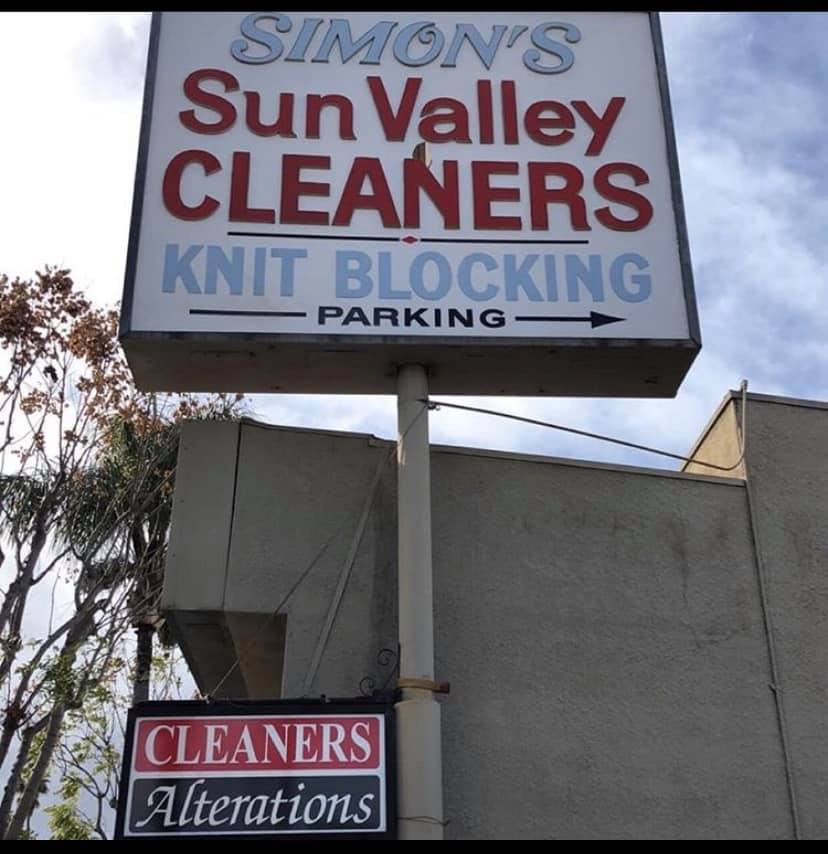 SIMON'S
Sun Valley
CLEANERS
KNIT BLOCKING
PARKING
CLEANERS
Alterations